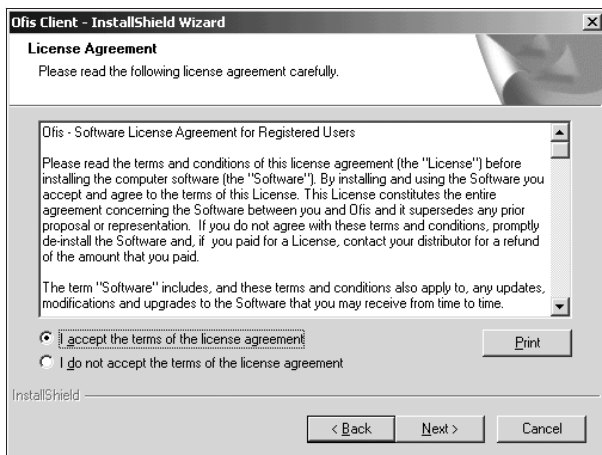 Ofis Client - InstallShield Wizard
License Agreement
Please read the following license agreement carefully.
Ofis - Software License Agreement for Registered Users
Please read the terms and conditions of this license agreement (the "License") before
installing the computer software (the "Software"). By installing and using the Software you
accept and agree to the terms of this License. This License constitutes the entire
agreement concerning the Software between you and Ofis and it supersedes any prior
proposal or representation. If you do not agree with these terms and conditions, promptly
de-install the Software and, if you paid for a License, contact your distributor for a refund
of the amount that you paid.
The term "Software" includes, and these terms and conditions also apply to, any updates,
modifications and upgrades to the Software that you may receive from time to time.
I accept the terms of the license agreement
Print
I do not accept the terms of the license agreement
InstallShield
< Back
Next >
Cancel